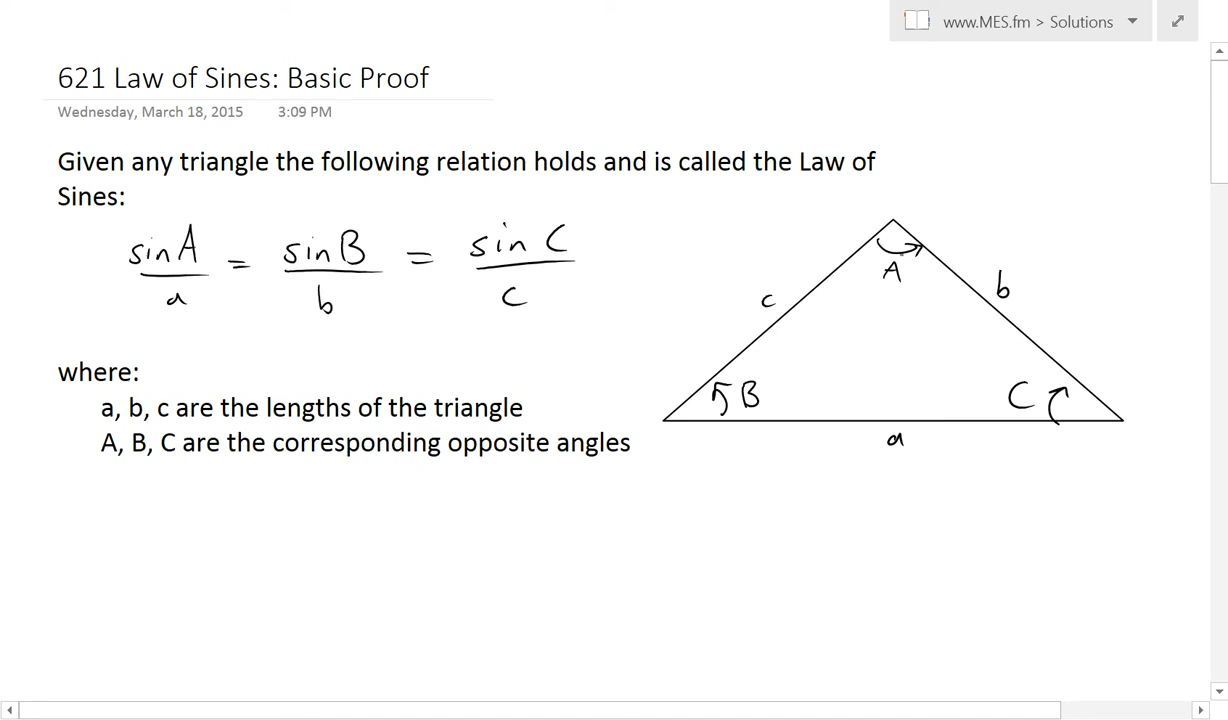 www.MES.fm > Solutions
621 Law of Sines: Basic Proof
Wednesday, March 18, 2015 3:09 PM
Given any triangle the following relation holds and is called the Law of
Sines:
sin A / a = sin B / b = sin C / c
A
c
b
B
C
a
where:
a, b, c are the lengths of the triangle
A, B, C are the corresponding opposite angles